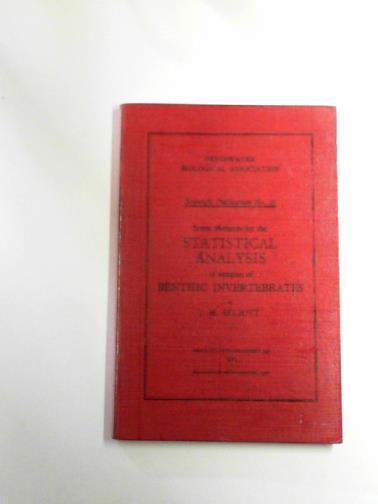 FRESHWATER
BIOLOGICAL ASSOCIATION
Scientific Publication No. 25
Some Methods for the
STATISTICAL
ANALYSIS
of Samples of
BENTHIC INVERTEBRATES
J. M. ELLIOTT